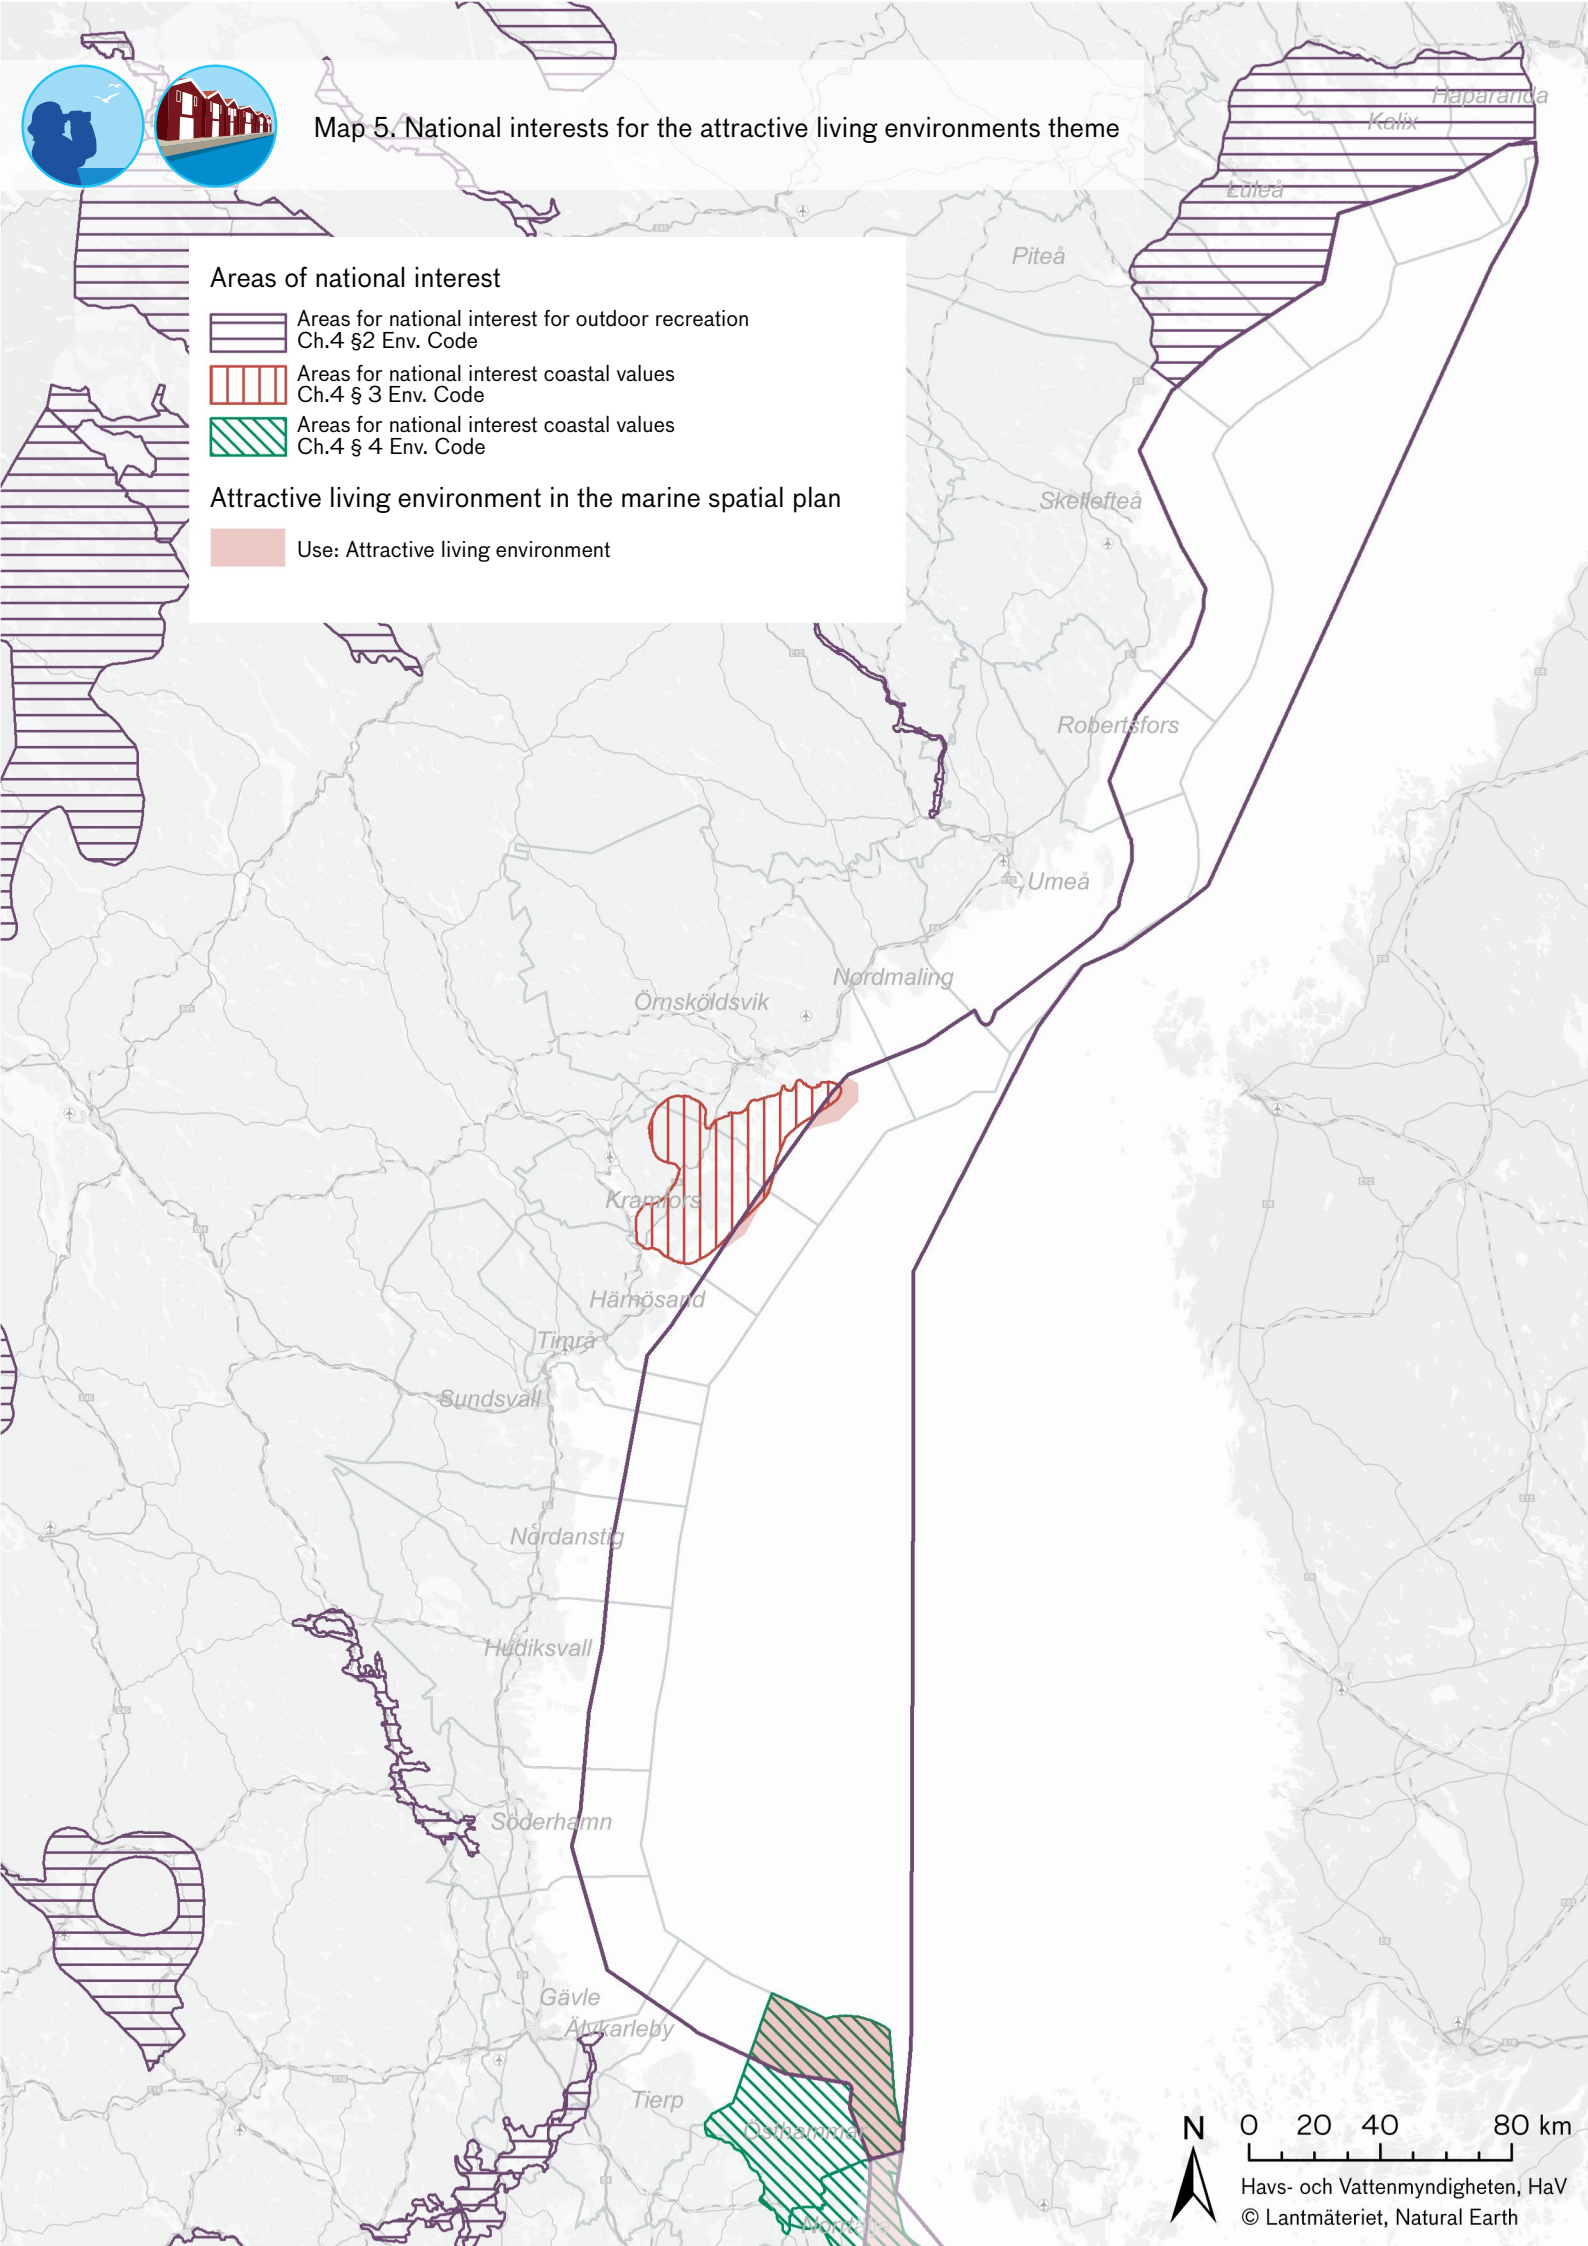 Map 5. National interests for the attractive living environments theme
Areas of national interest
Areas for national interest for outdoor recreation
Ch.4 §2 Env. Code
Areas for national interest coastal values
Ch.4 § 3 Env. Code
Areas for national interest coastal values
Ch.4 § 4 Env. Code
Attractive living environment in the marine spatial plan
Use: Attractive living environment
Haparanda
Kalix
Luleå
Piteå
Skellefteå
Robertsfors
Umeå
Nordmaling
Örnsköldsvik
Kramfors
Härnösand
Timrå
Sundsvall
Nordanstig
Hudiksvall
Söderhamn
Gävle
Älvkarleby
Tierp
Östhammar
Norrtälje
N
0 20 40 80 km
Havs- och Vattenmyndigheten, HaV
© Lantmäteriet, Natural Earth